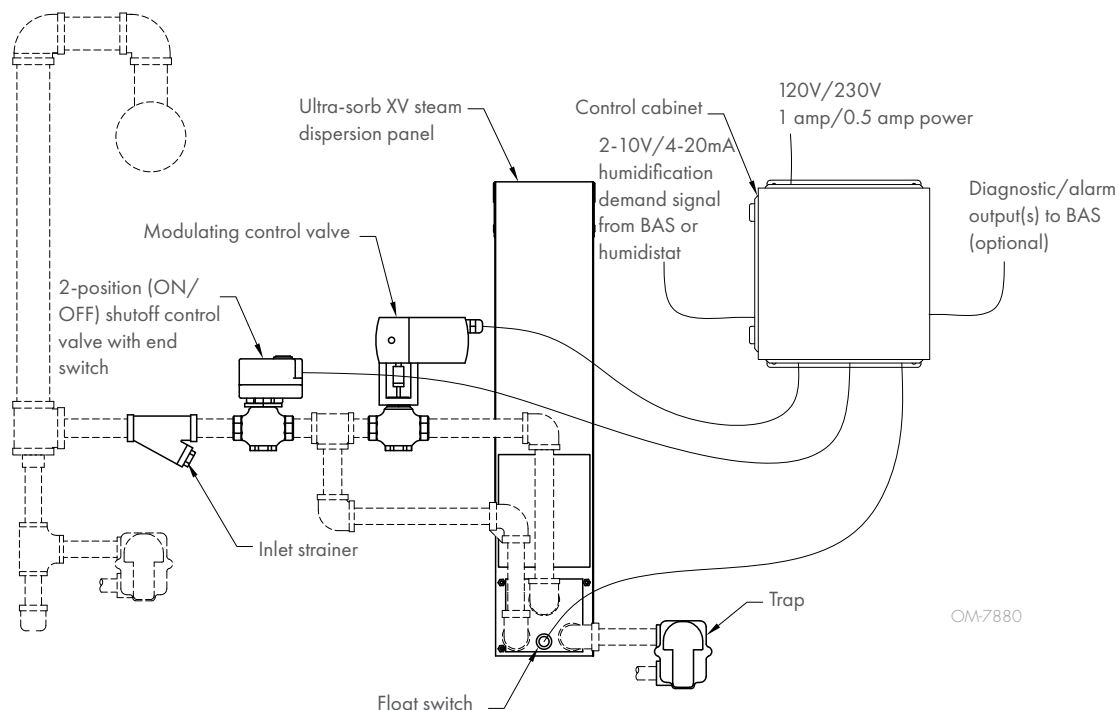 Ultra-sorb XV steam
dispersion panel
Control cabinet
120V/230V
1 amp/0.5 amp power
2-10V/4-20mA
humidification
demand signal
from BAS or
humidistat
Diagnostic/alarm
output(s) to BAS
(optional)
Modulating control valve
2-position (ON/
OFF) shutoff control
valve with end
switch
Inlet strainer
Trap
OM-7880
Float switch